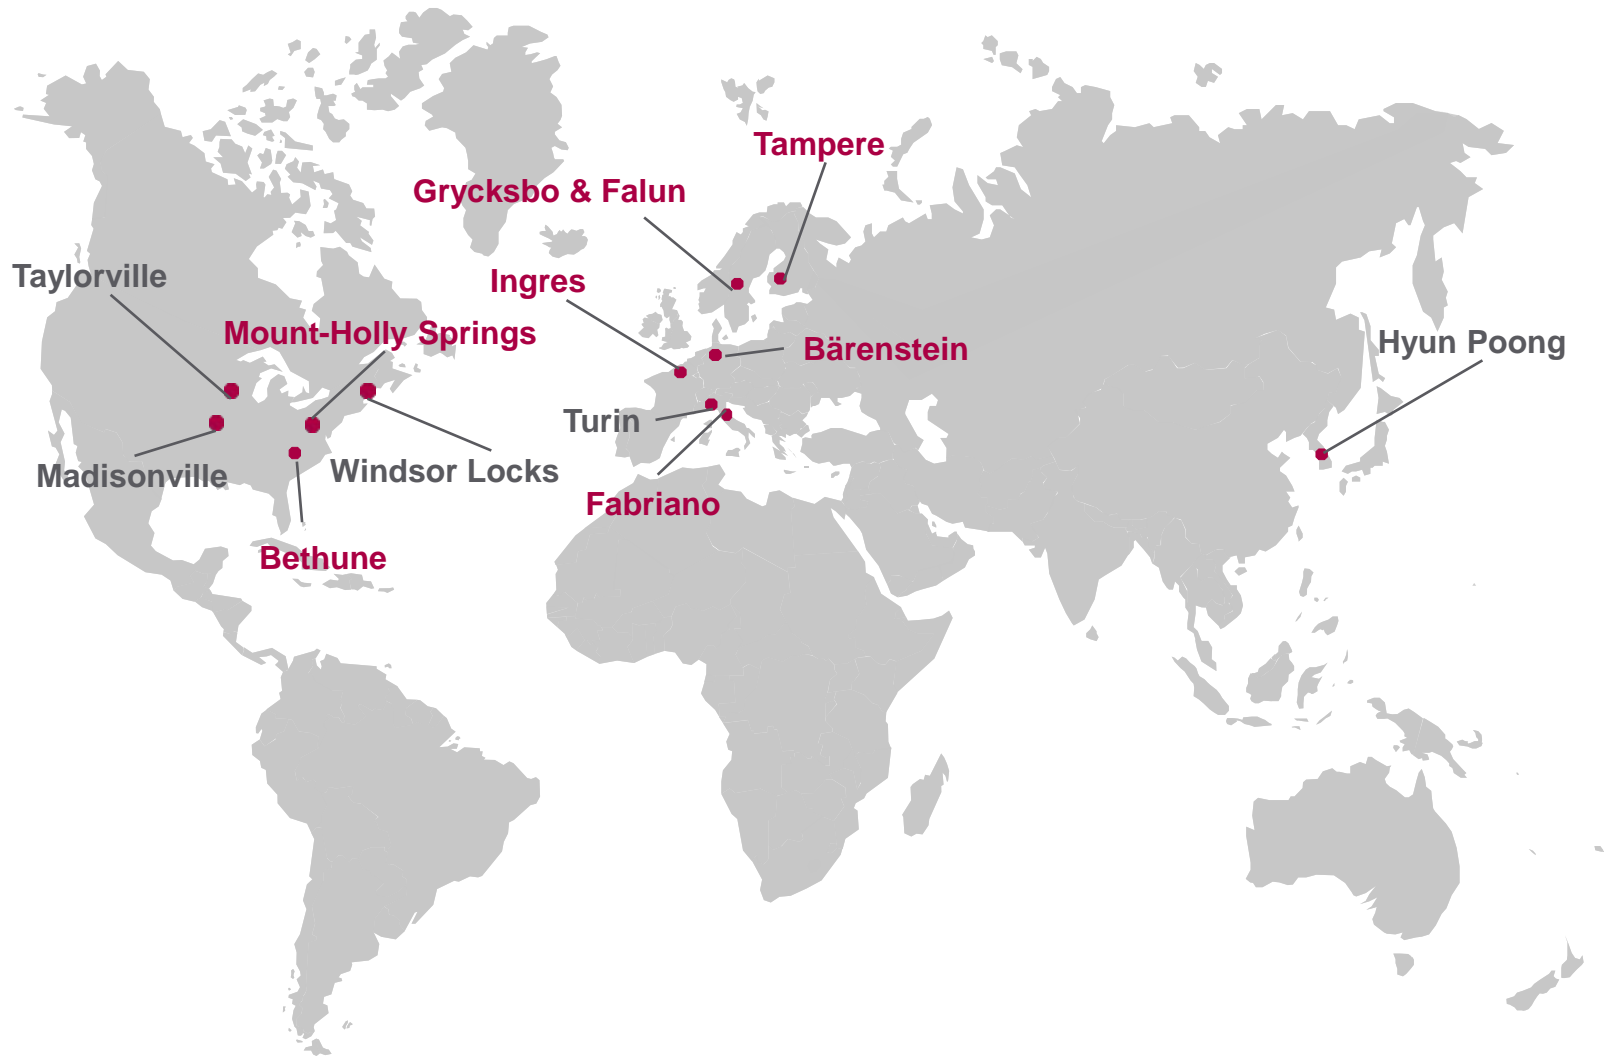 Tampere
Grycksbo & Falun
Taylorville
Ingres
Mount-Holly Springs
Bärenstein
Hyun Poong
Turin
Madisonville
Windsor Locks
Fabriano
Bethune